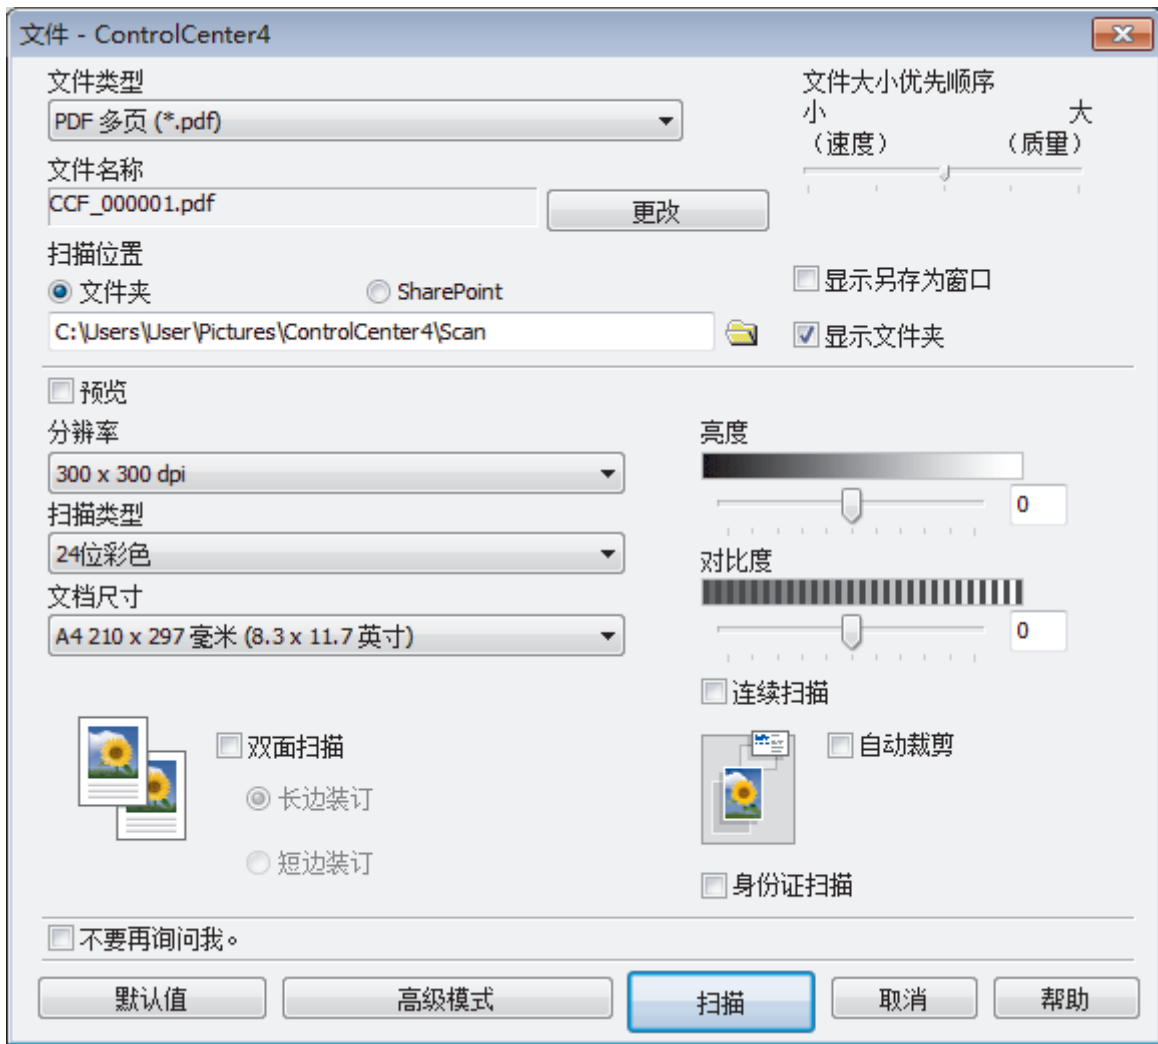 文件 - ControlCenter4
文件类型
PDF 多页 (*.pdf)
文件大小优先顺序
小 大
（速度） （质量）
文件名称
CCF_000001.pdf
更改
扫描位置
文件夹 SharePoint
显示另存为窗口
C:\Users\User\Pictures\ControlCenter4\Scan
显示文件夹
预览
分辨率
300 x 300 dpi
扫描类型
24位彩色
文档尺寸
A4 210 x 297 毫米 (8.3 x 11.7 英寸)
亮度
0
对比度
0
连续扫描
双面扫描
长边装订
短边装订
自动裁剪
身份证扫描
不要再询问我。
默认值 高级模式 扫描 取消 帮助